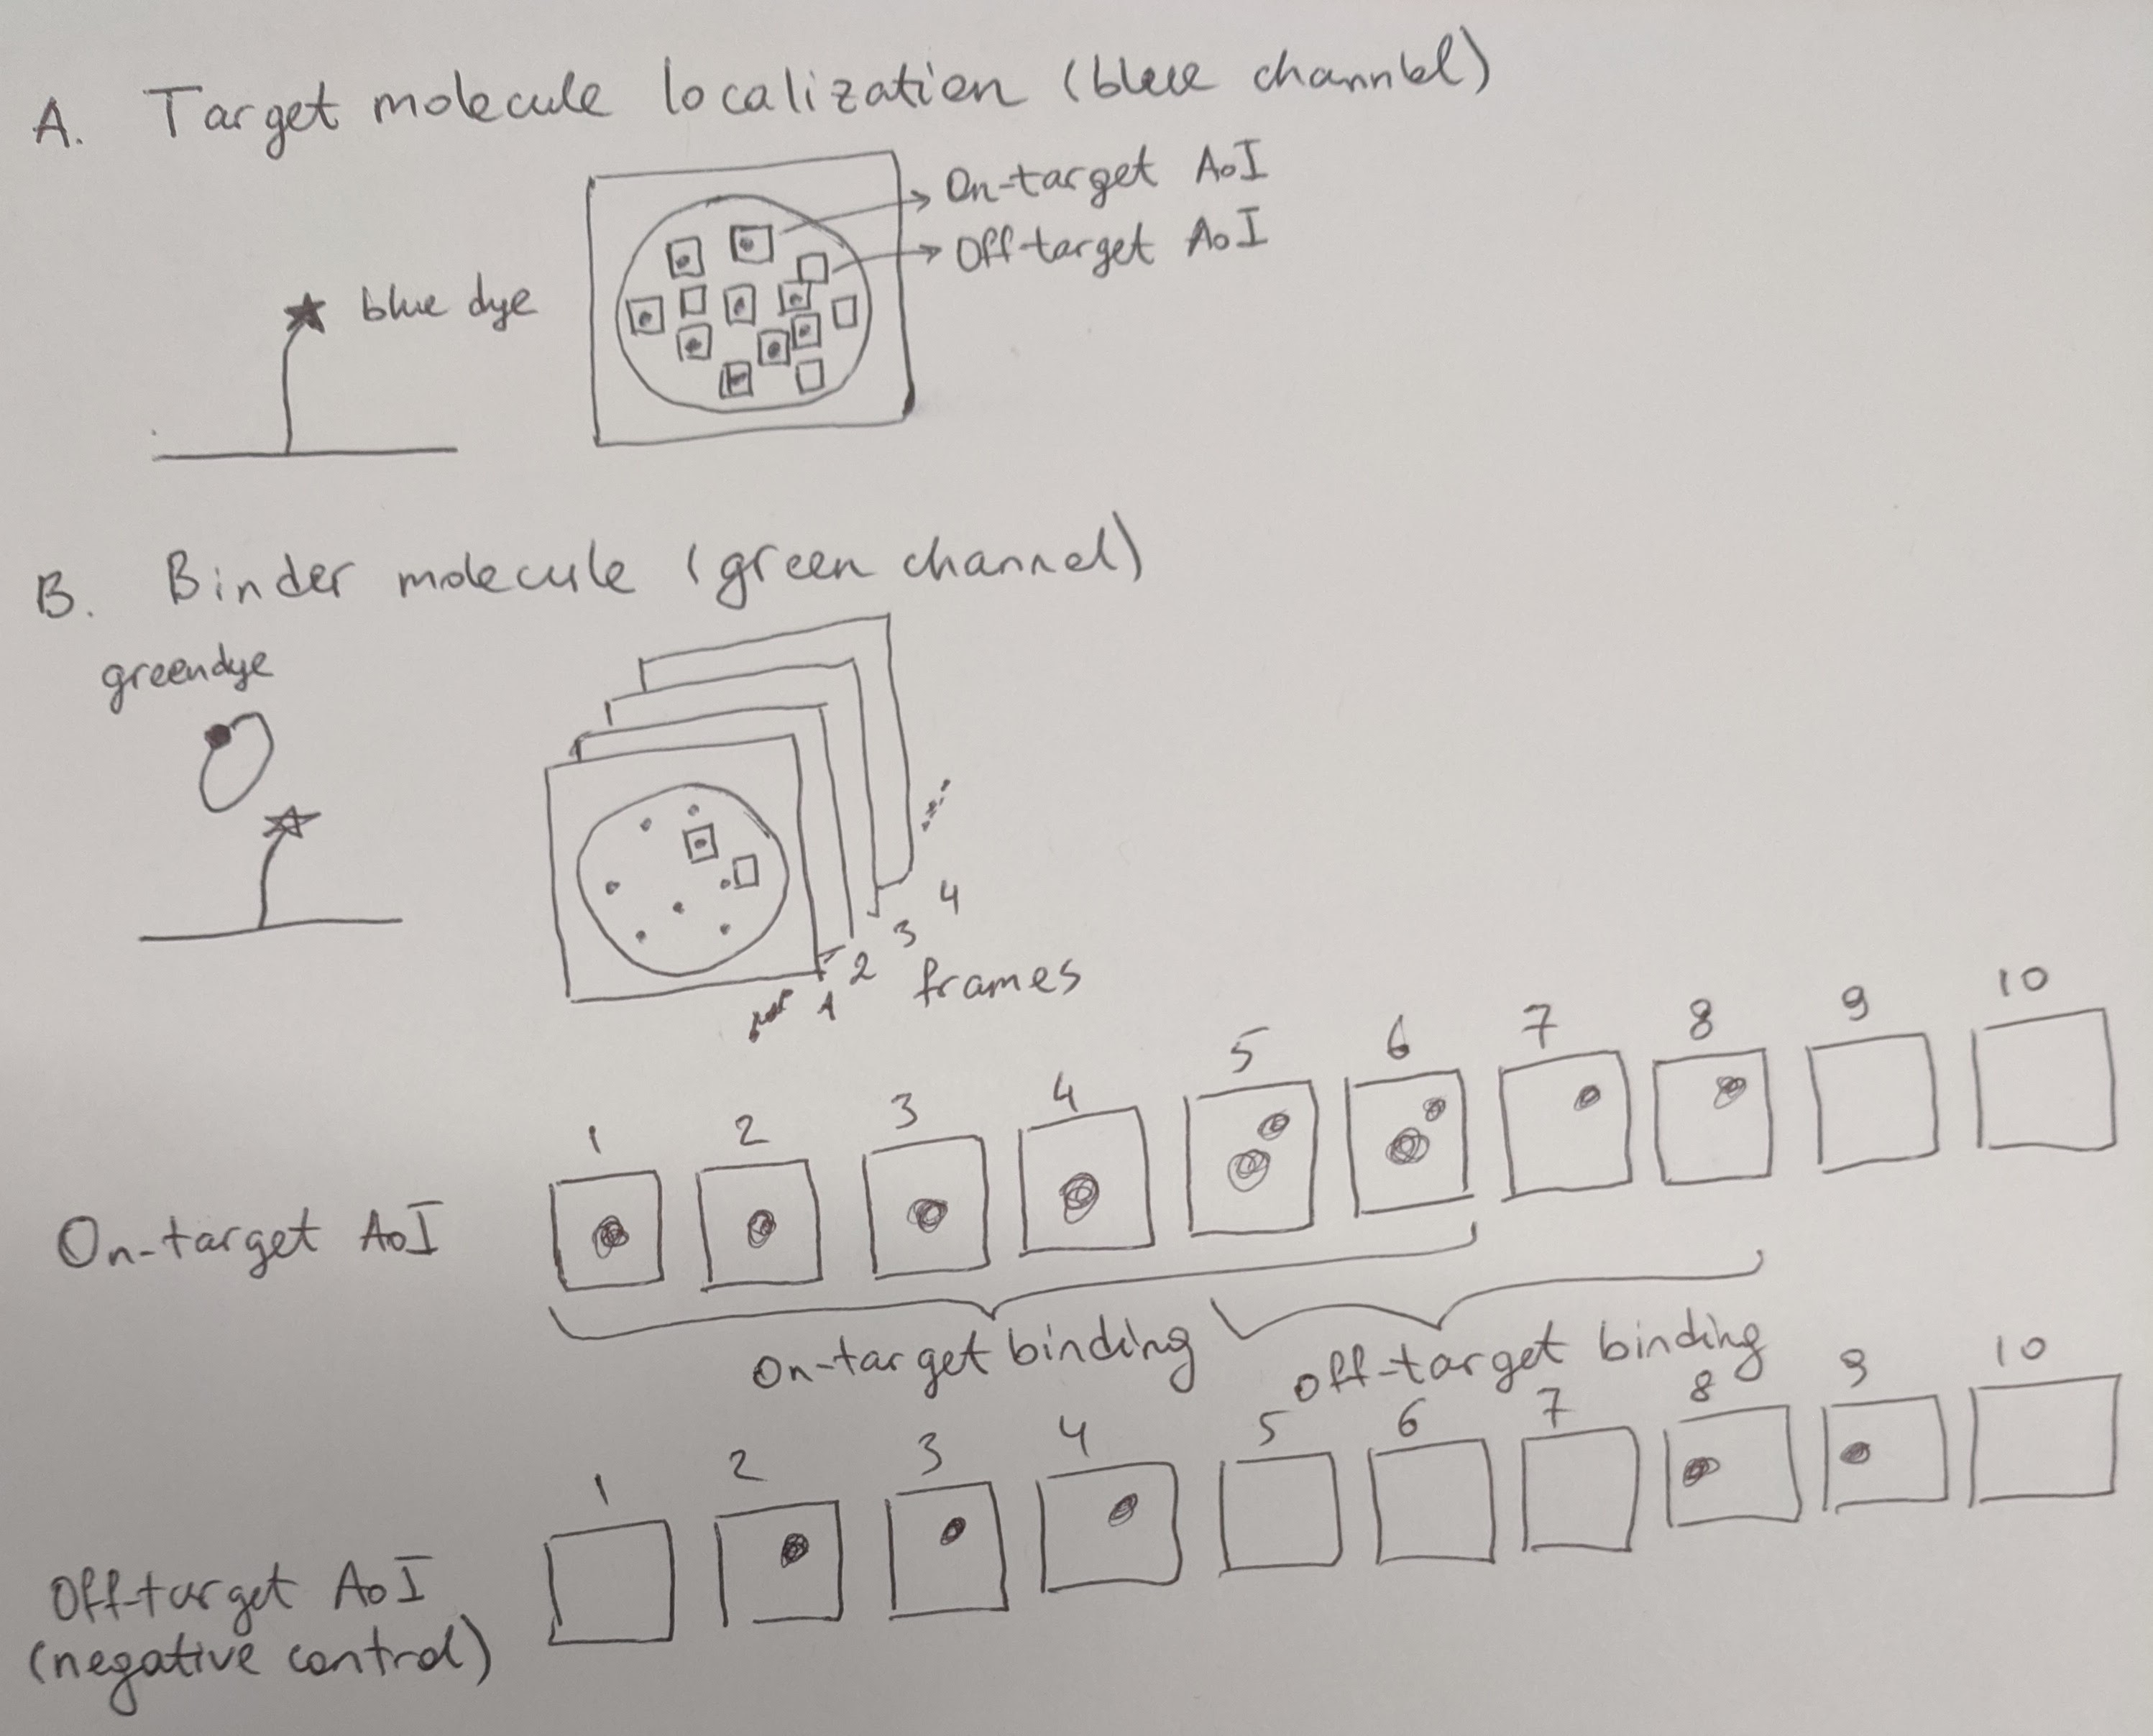 A. Target molecule localization (blue channel)
On-target AoI
Off-target AoI
blue dye
B. Binder molecule (green channel)
green dye
1 2 3 4
frames
1 2 3 4 5 6 7 8 9 10
On-target AoI
On-target binding
Off-target binding
1 2 3 4 5 6 7 8 9 10
Off-target AoI
(negative control)